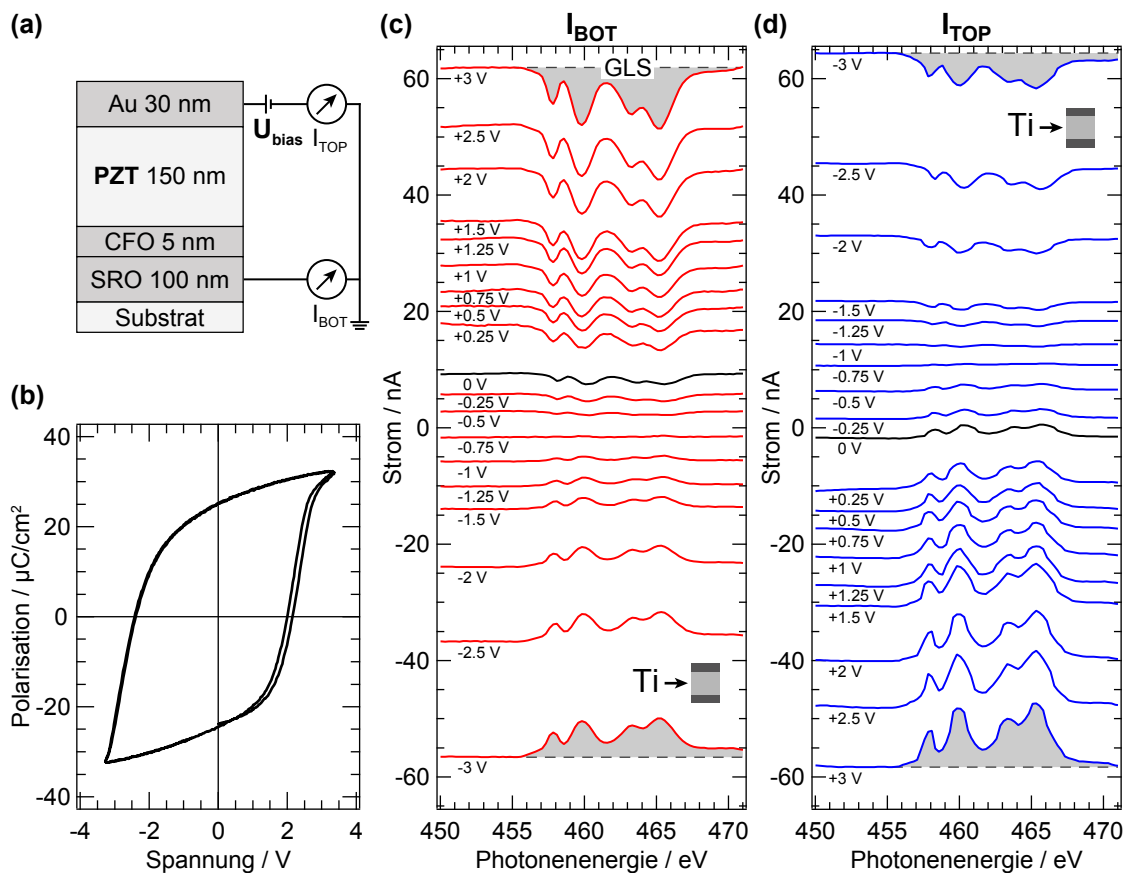 (a)
Au 30 nm
PZT 150 nm
CFO 5 nm
SRO 100 nm
Substrat
U_bias
I_TOP
I_BOT
(b)
Polarisation / µC/cm²
40
20
0
-20
-40
-4
-2
0
2
4
Spannung / V
(c)
I_BOT
Strom / nA
60
40
20
0
-20
-40
-60
GLS
+3 V
+2.5 V
+2 V
+1.5 V
+1.25 V
+1 V
+0.75 V
+0.5 V
+0.25 V
0 V
-0.25 V
-0.5 V
-0.75 V
-1 V
-1.25 V
-1.5 V
-2 V
-2.5 V
Ti
-3 V
450
455
460
465
470
Photonenenergie / eV
(d)
I_TOP
Strom / nA
60
40
20
0
-20
-40
-60
-3 V
Ti
-2.5 V
-2 V
-1.5 V
-1.25 V
-1 V
-0.75 V
-0.5 V
-0.25 V
0 V
+0.25 V
+0.5 V
+0.75 V
+1 V
+1.25 V
+1.5 V
+2 V
+2.5 V
+3 V
450
455
460
465
470
Photonenenergie / eV